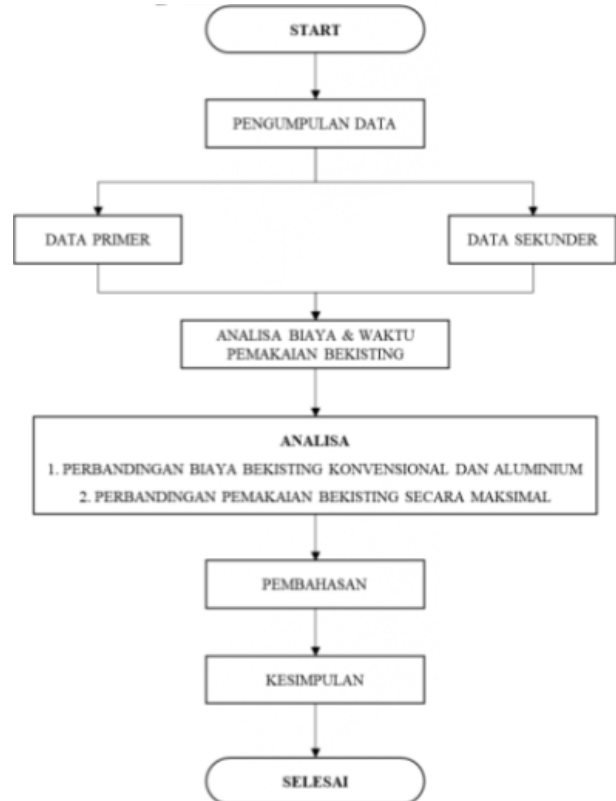 START
PENGUMPULAN DATA
DATA PRIMER
DATA SEKUNDER
ANALISA BIAYA & WAKTU
PEMAKAIAN BEKISTING
ANALISA
1. PERBANDINGAN BIAYA BEKISTING KONVENSIONAL DAN ALUMINIUM
2. PERBANDINGAN PEMAKAIAN BEKISTING SECARA MAKSIMAL
PEMBAHASAN
KESIMPULAN
SELESAI